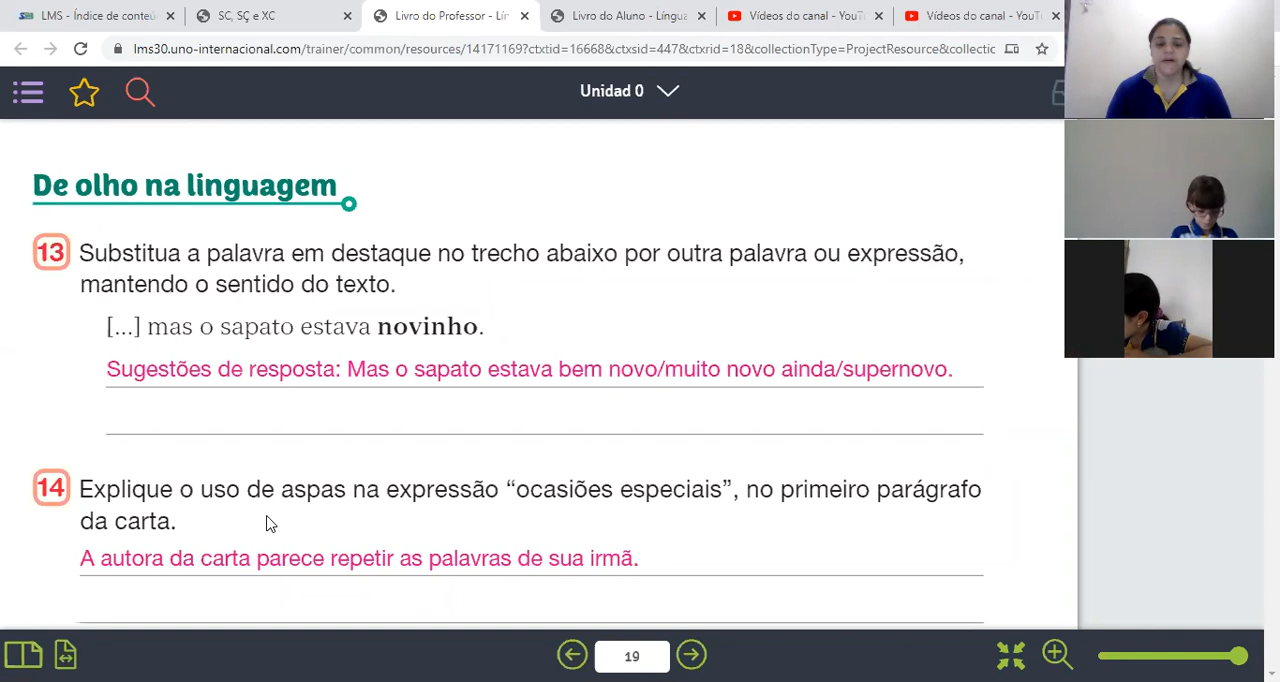 LMS - Índice de conteú
SC, SÇ e XC
Livro do Professor - Lín
Livro do Aluno - Língua
Vídeos do canal - YouT
Vídeos do canal - YouT
lms30.uno-internacional.com/trainer/common/resources/14171169?ctxtid=16668&ctxsid=447&ctxrid=18&collectionType=ProjectResource&collectic
Unidad 0
De olho na linguagem
13 Substitua a palavra em destaque no trecho abaixo por outra palavra ou expressão,
mantendo o sentido do texto.
[...] mas o sapato estava novinho.
Sugestões de resposta: Mas o sapato estava bem novo/muito novo ainda/supernovo.
14 Explique o uso de aspas na expressão “ocasiões especiais”, no primeiro parágrafo
da carta.
A autora da carta parece repetir as palavras de sua irmã.
19